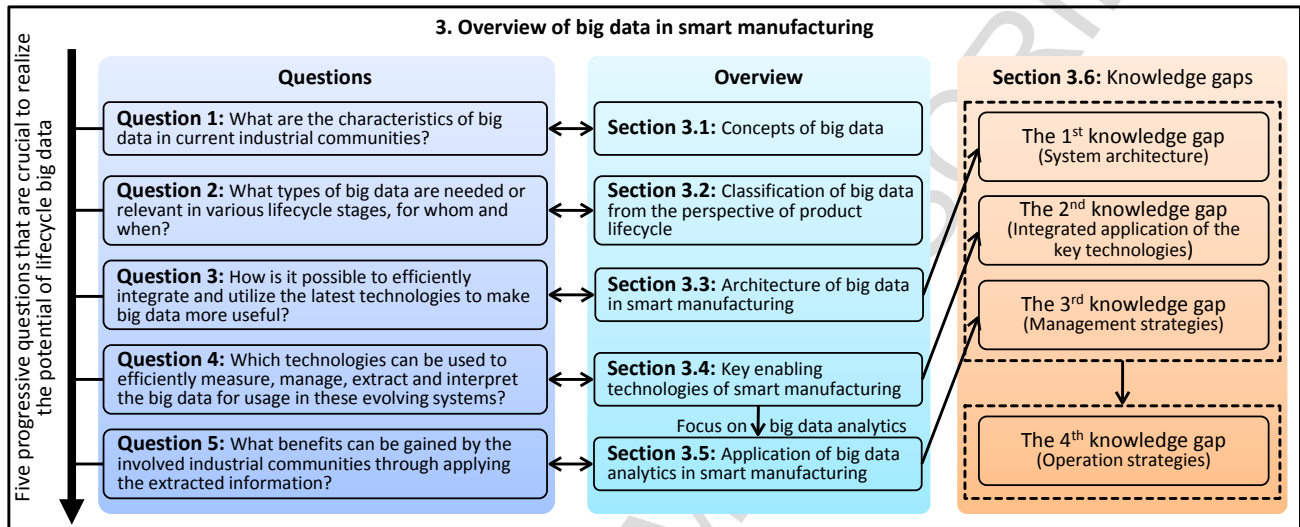 3. Overview of big data in smart manufacturing
Five progressive questions that are crucial to realize
the potential of lifecycle big data
Questions
Question 1: What are the characteristics of big
data in current industrial communities?
Question 2: What types of big data are needed or
relevant in various lifecycle stages, for whom and
when?
Question 3: How is it possible to efficiently
integrate and utilize the latest technologies to make
big data more useful?
Question 4: Which technologies can be used to
efficiently measure, manage, extract and interpret
the big data for usage in these evolving systems?
Question 5: What benefits can be gained by the
involved industrial communities through applying
the extracted information?
Overview
Section 3.1: Concepts of big data
Section 3.2: Classification of big data
from the perspective of product
lifecycle
Section 3.3: Architecture of big data
in smart manufacturing
Section 3.4: Key enabling
technologies of smart manufacturing
Focus on big data analytics
Section 3.5: Application of big data
analytics in smart manufacturing
Section 3.6: Knowledge gaps
The 1st knowledge gap
(System architecture)
The 2nd knowledge gap
(Integrated application of the
key technologies)
The 3rd knowledge gap
(Management strategies)
The 4th knowledge gap
(Operation strategies)